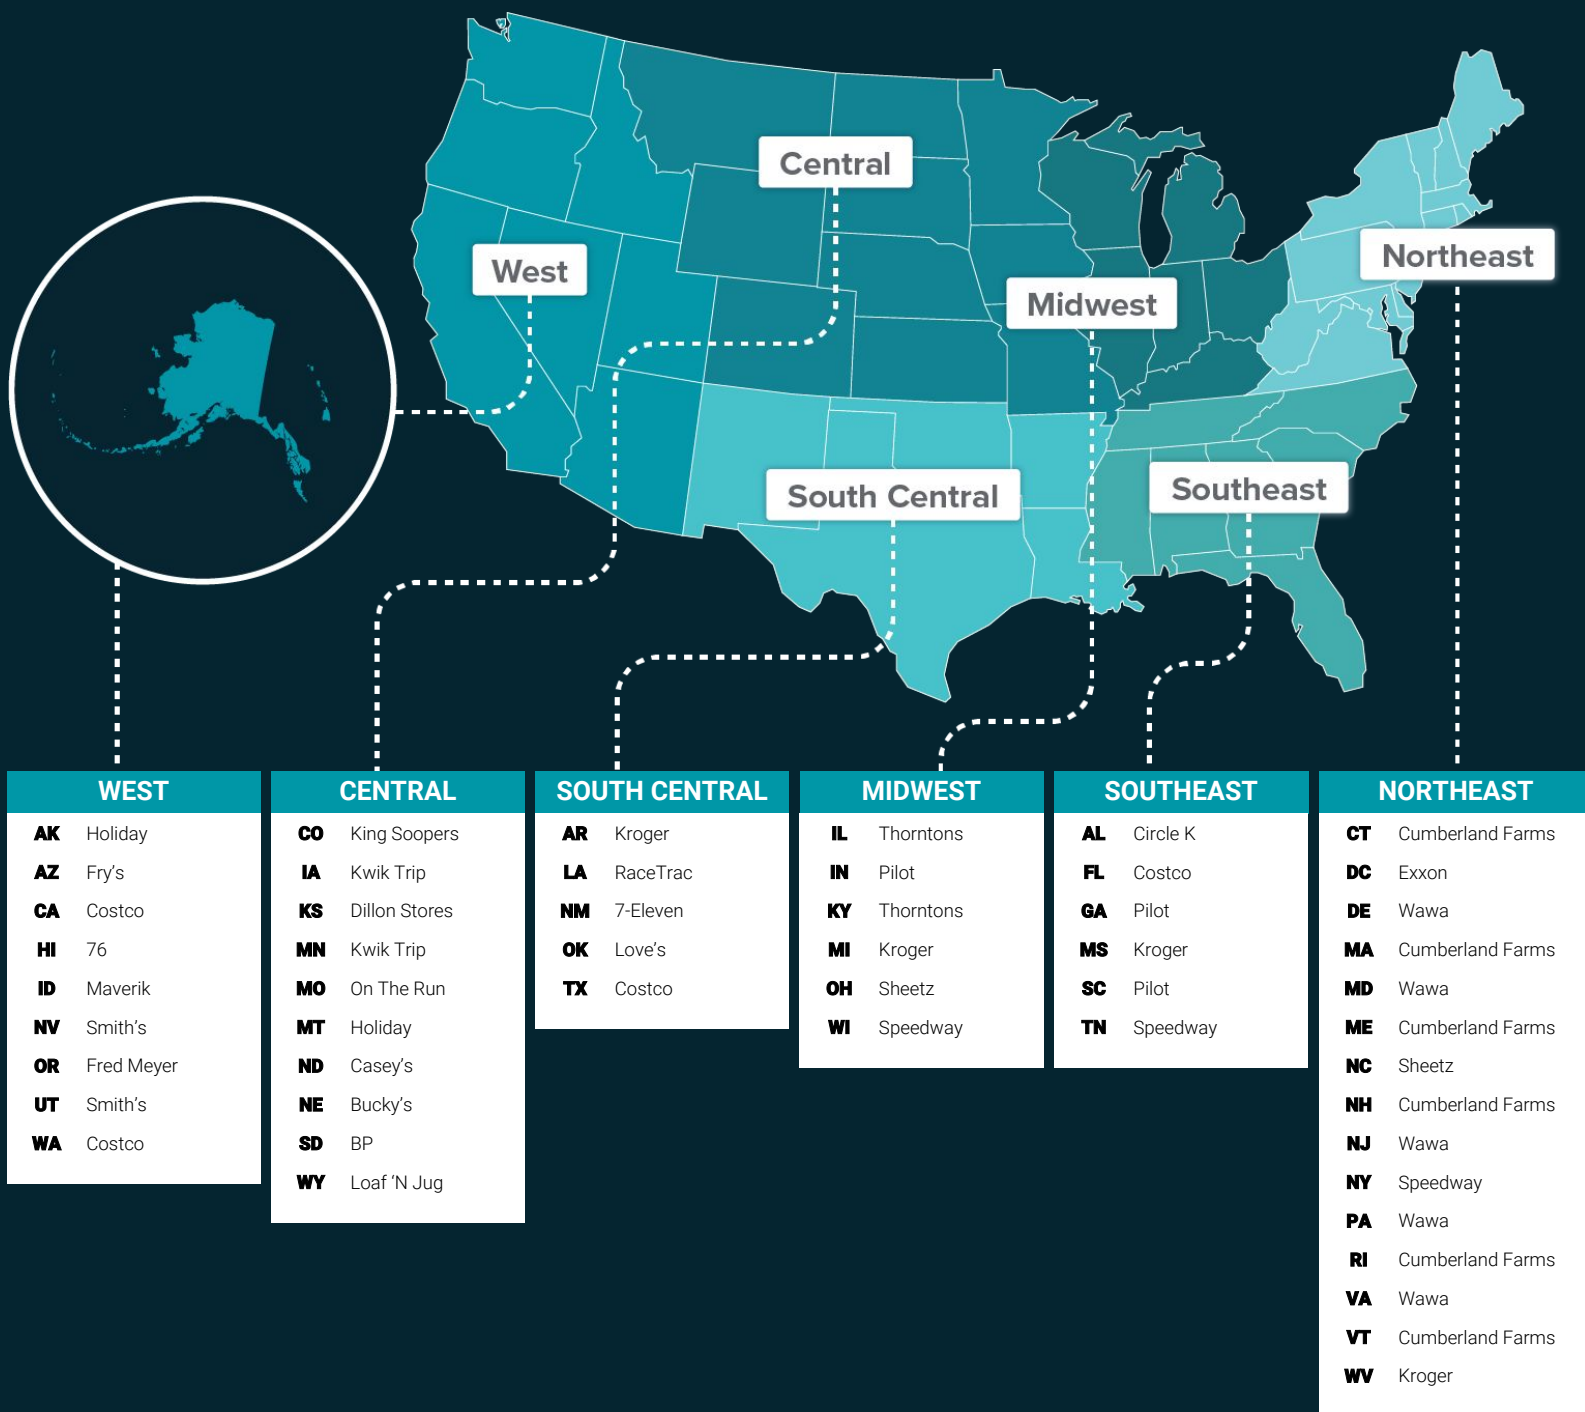 Central
West
Northeast
Midwest
South Central
Southeast
WEST
AK Holiday
AZ Fry's
CA Costco
HI 76
ID Maverik
NV Smith's
OR Fred Meyer
UT Smith's
WA Costco
CENTRAL
CO King Soopers
IA Kwik Trip
KS Dillon Stores
MN Kwik Trip
MO On The Run
MT Holiday
ND Casey's
NE Bucky's
SD BP
WY Loaf ‘N Jug
SOUTH CENTRAL
AR Kroger
LA RaceTrac
NM 7-Eleven
OK Love's
TX Costco
MIDWEST
IL Thorntons
IN Pilot
KY Thorntons
MI Kroger
OH Sheetz
WI Speedway
SOUTHEAST
AL Circle K
FL Costco
GA Pilot
MS Kroger
SC Pilot
TN Speedway
NORTHEAST
CT Cumberland Farms
DC Exxon
DE Wawa
MA Cumberland Farms
MD Wawa
ME Cumberland Farms
NC Sheetz
NH Cumberland Farms
NJ Wawa
NY Speedway
PA Wawa
RI Cumberland Farms
VA Wawa
VT Cumberland Farms
WV Kroger